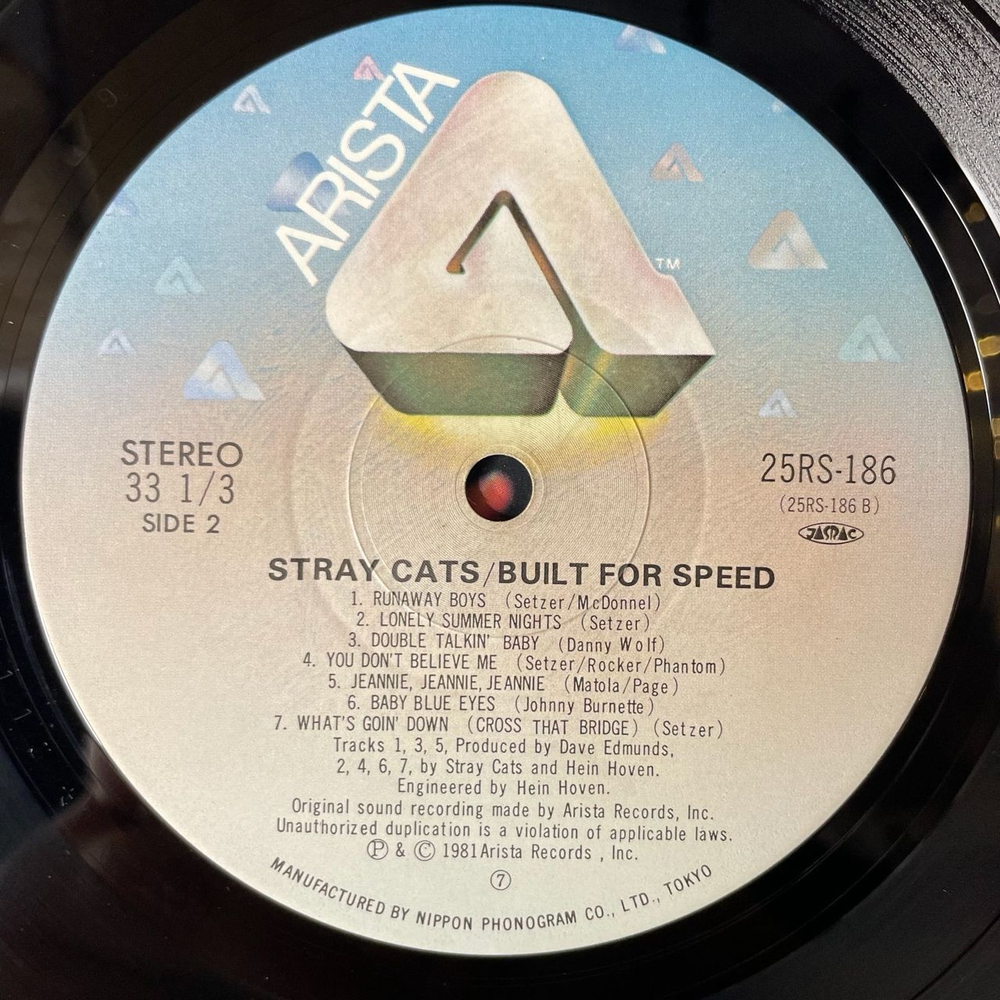 ARISTA
TM
STEREO
33 1/3
SIDE 2
25RS-186
(25RS-186 B)
JASRAC
STRAY CATS/BUILT FOR SPEED
1. RUNAWAY BOYS (Setzer/McDonnel)
2. LONELY SUMMER NIGHTS (Setzer)
3. DOUBLE TALKIN' BABY (Danny Wolf)
4. YOU DON'T BELIEVE ME (Setzer/Rocker/Phantom)
5. JEANNIE, JEANNIE, JEANNIE (Matola/Page)
6. BABY BLUE EYES (Johnny Burnette)
7. WHAT'S GOIN' DOWN (CROSS THAT BRIDGE) (Setzer)
Tracks 1, 3, 5, Produced by Dave Edmunds,
2, 4, 6, 7, by Stray Cats and Hein Hoven.
Engineered by Hein Hoven.
Original sound recording made by Arista Records, Inc.
Unauthorized duplication is a violation of applicable laws.
Ⓟ & Ⓒ 1981 Arista Records , Inc.
⑦
MANUFACTURED BY NIPPON PHONOGRAM CO., LTD., TOKYO